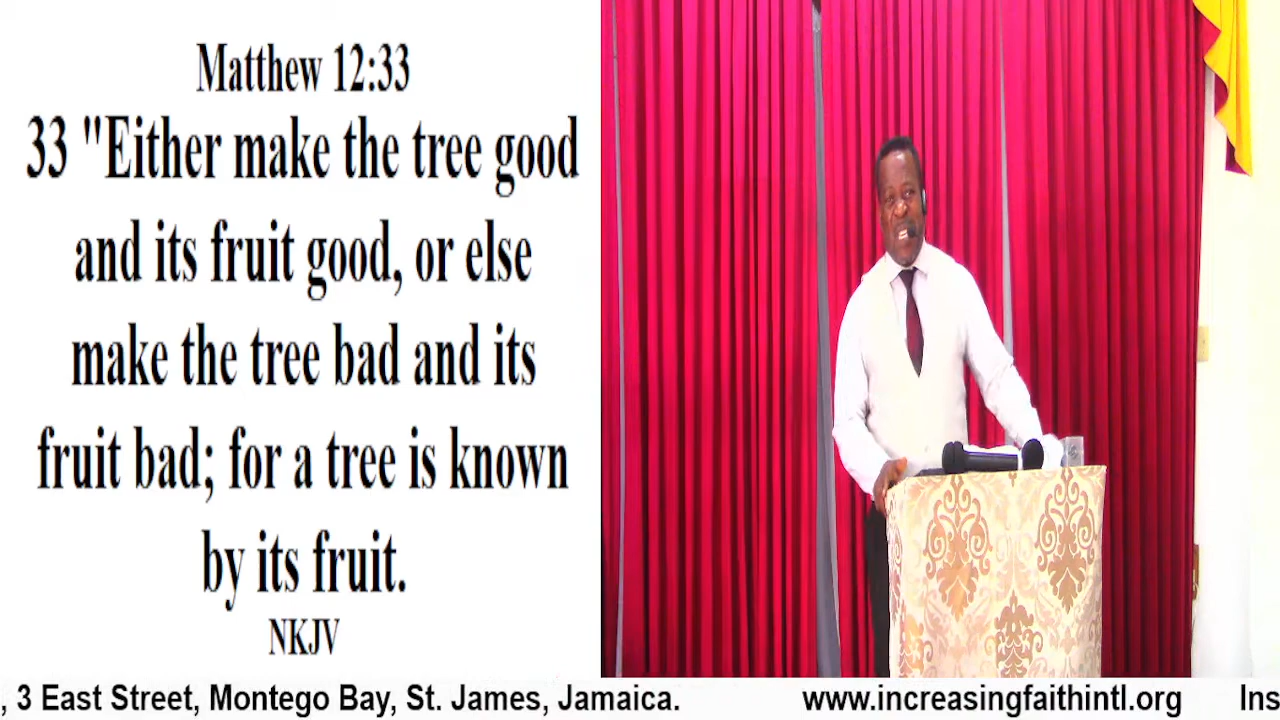 Matthew 12:33
33 "Either make the tree good
and its fruit good, or else
make the tree bad and its
fruit bad; for a tree is known
by its fruit.
NKJV
, 3 East Street, Montego Bay, St. James, Jamaica. www.increasingfaithintl.org Ins